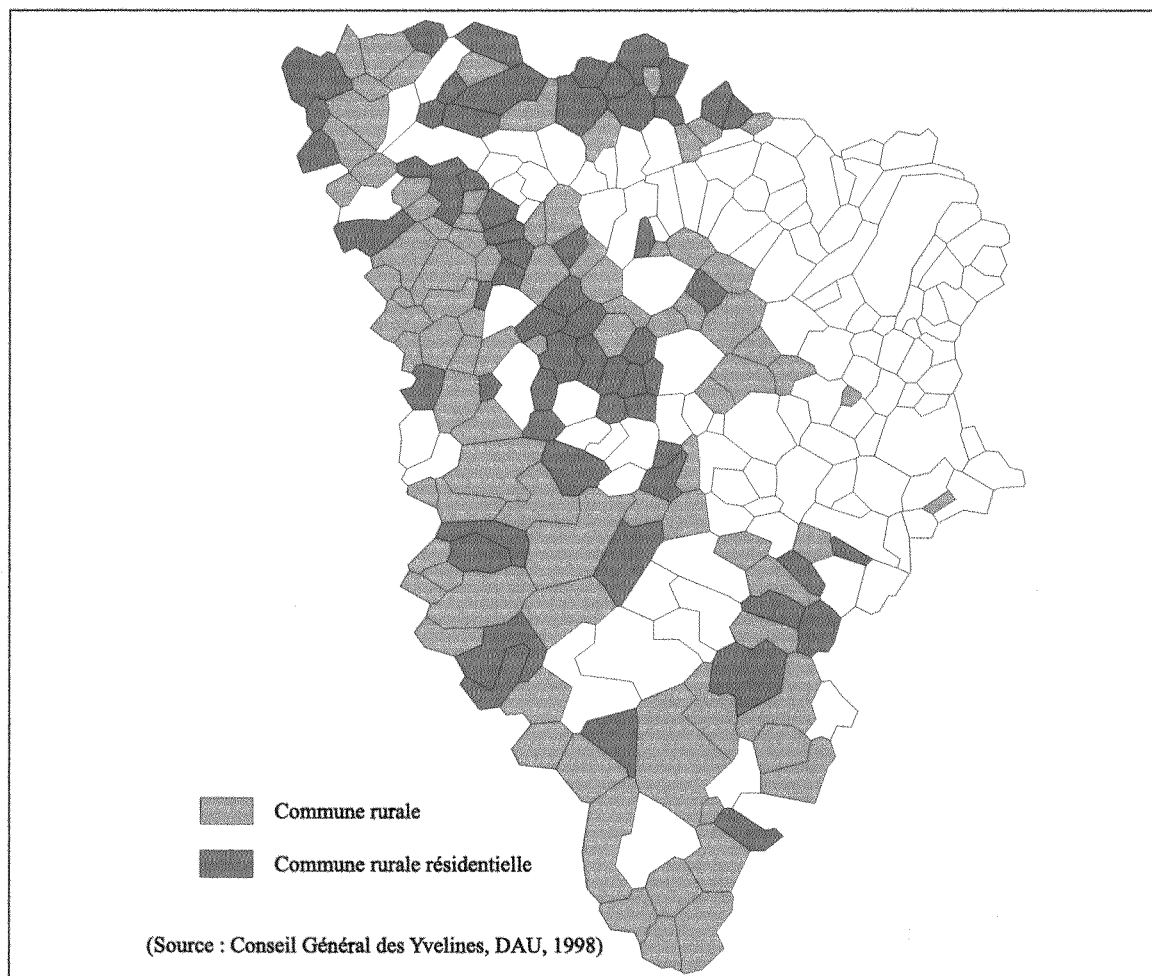 Commune rurale
Commune rurale résidentielle
(Source : Conseil Général des Yvelines, DAU, 1998)